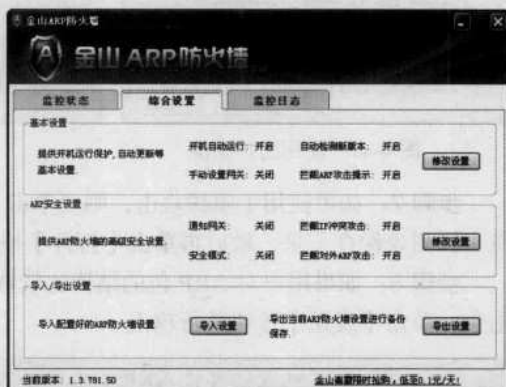 金山ARP防火墙
金山ARP防火墙
监控状态 综合设置 监控日志
基本设置
提供开机运行保护,自动更新等基本设置.
开机自动运行: 开启 自动检测新版本: 开启
手动设置网关: 关闭 拦截ARP攻击提示: 开启
修改设置
ARP安全设置
提供ARP防火墙的高级安全设置.
通知网关: 关闭 拦截IP冲突攻击: 开启
安全模式: 关闭 拦截对外ARP攻击: 开启
修改设置
导入/导出设置
导入配置好的ARP防火墙设置 导入设置
导出当前ARP防火墙设置进行备份
保存. 导出设置
当前版本: 1.3.781.50 金山毒霸限时抢购,低至0.1元/天!